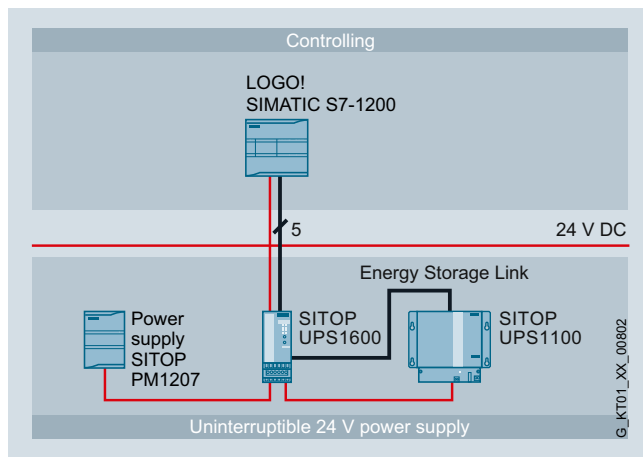 Controlling
LOGO!
SIMATIC S7-1200
5
24 V DC
Energy Storage Link
Power
supply
SITOP
PM1207
SITOP
UPS1600
SITOP
UPS1100
Uninterruptible 24 V power supply
G_KT01_XX_00802